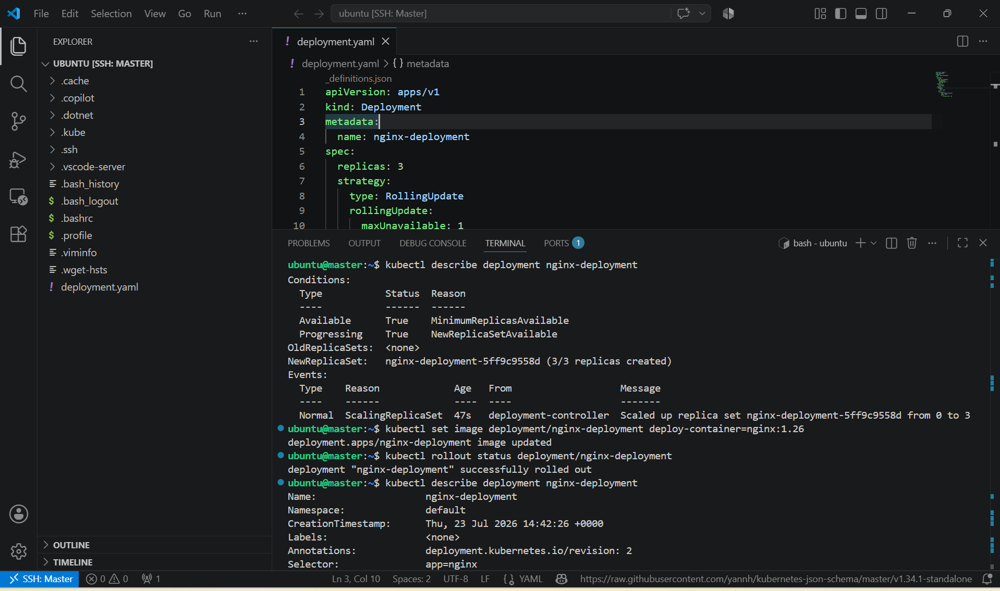 File Edit Selection View Go Run ···
ubuntu [SSH: Master]
EXPLORER
UBUNTU [SSH: MASTER]
.cache
.copilot
.dotnet
.kube
.ssh
.vscode-server
.bash_history
$ .bash_logout
$ .bashrc
$ .profile
.viminfo
.wget-hsts
! deployment.yaml
OUTLINE
TIMELINE
! deployment.yaml
! deployment.yaml > {} metadata
_definitions.json
1 apiVersion: apps/v1
2 kind: Deployment
3 metadata:
4 name: nginx-deployment
5 spec:
6 replicas: 3
7 strategy:
8 type: RollingUpdate
9 rollingUpdate:
10 maxUnavailable: 1
PROBLEMS OUTPUT DEBUG CONSOLE TERMINAL PORTS 1
bash - ubuntu
ubuntu@master:~$ kubectl describe deployment nginx-deployment
Conditions:
Type Status Reason
---- ------ ------
Available True MinimumReplicasAvailable
Progressing True NewReplicaSetAvailable
OldReplicaSets: <none>
NewReplicaSet: nginx-deployment-5ff9c9558d (3/3 replicas created)
Events:
Type Reason Age From Message
---- ------ ---- ---- -------
Normal ScalingReplicaSet 47s deployment-controller Scaled up replica set nginx-deployment-5ff9c9558d from 0 to 3
ubuntu@master:~$ kubectl set image deployment/nginx-deployment deploy-container=nginx:1.26
deployment.apps/nginx-deployment image updated
ubuntu@master:~$ kubectl rollout status deployment/nginx-deployment
deployment "nginx-deployment" successfully rolled out
ubuntu@master:~$ kubectl describe deployment nginx-deployment
Name: nginx-deployment
Namespace: default
CreationTimestamp: Thu, 23 Jul 2026 14:42:26 +0000
Labels: <none>
Annotations: deployment.kubernetes.io/revision: 2
Selector: app=nginx
SSH: Master 0 0 1 Ln 3, Col 10 Spaces: 2 UTF-8 LF YAML https://raw.githubusercontent.com/yannh/kubernetes-json-schema/master/v1.34.1-standalone